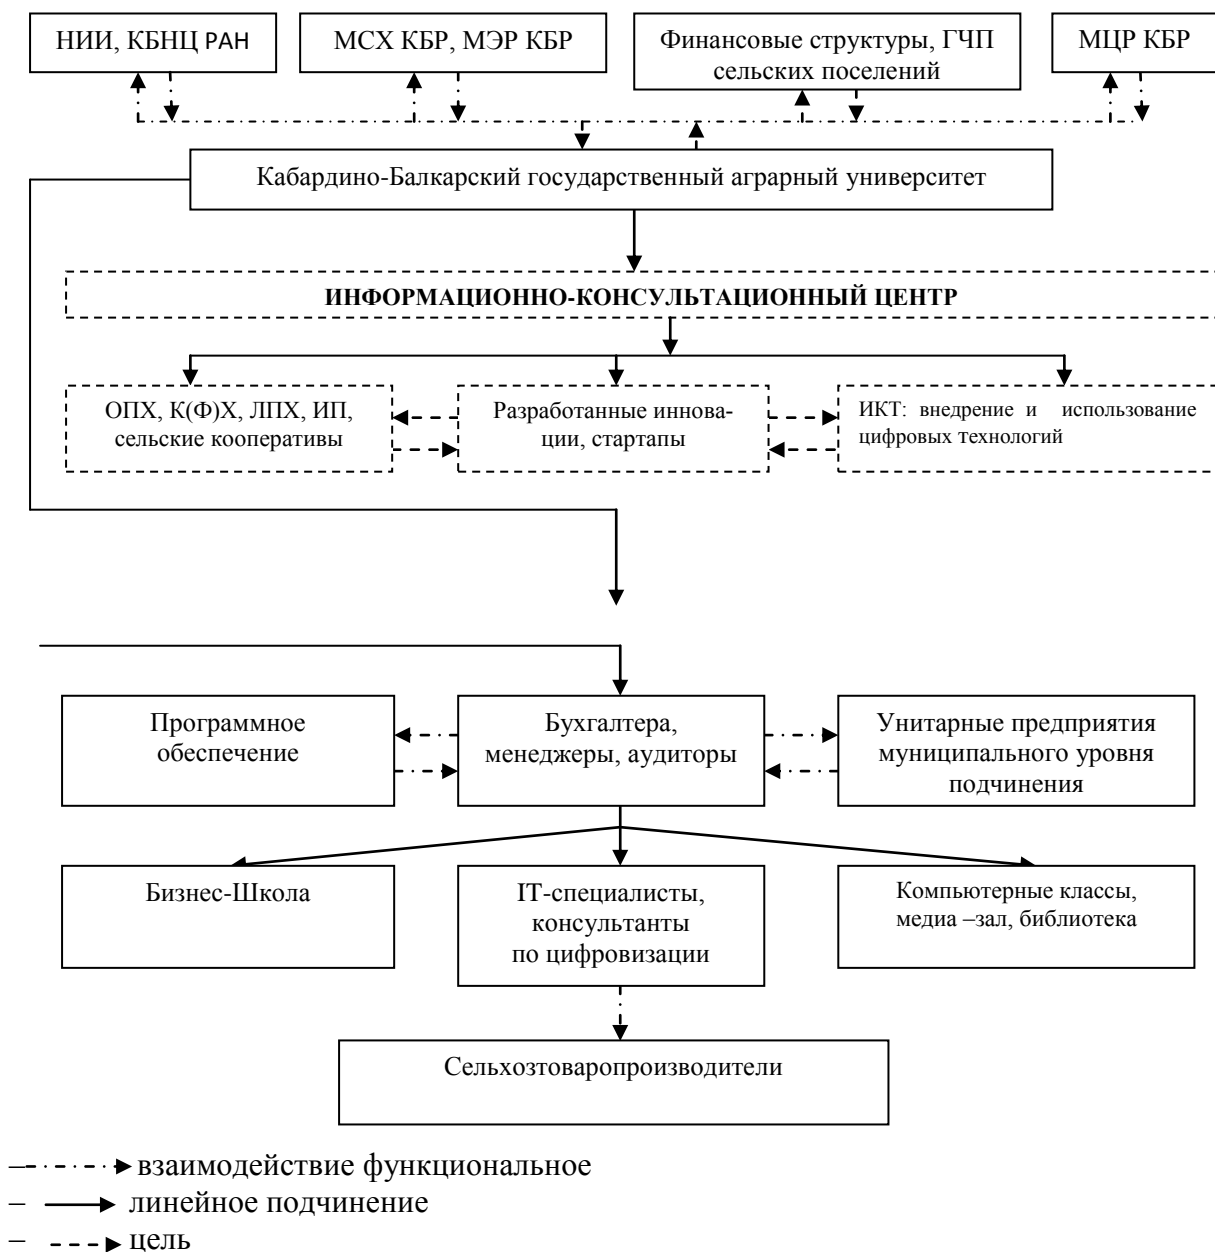 НИИ, КБНЦ РАН
МСХ КБР, МЭР КБР
Финансовые структуры, ГЧП
сельских поселений
МЦР КБР
Кабардино-Балкарский государственный аграрный университет
ИНФОРМАЦИОННО-КОНСУЛЬТАЦИОННЫЙ ЦЕНТР
ОПХ, К(Ф)Х, ЛПХ, ИП,
сельские кооперативы
Разработанные иннова-
ции, стартапы
ИКТ: внедрение и использование
цифровых технологий
Программное
обеспечение
Бухгалтера,
менеджеры, аудиторы
Унитарные предприятия
муниципального уровня
подчинения
Бизнес-Школа
IT-специалисты,
консультанты
по цифровизации
Компьютерные классы,
медиа –зал, библиотека
Сельхозтоваропроизводители
– взаимодействие функциональное
– линейное подчинение
– цель